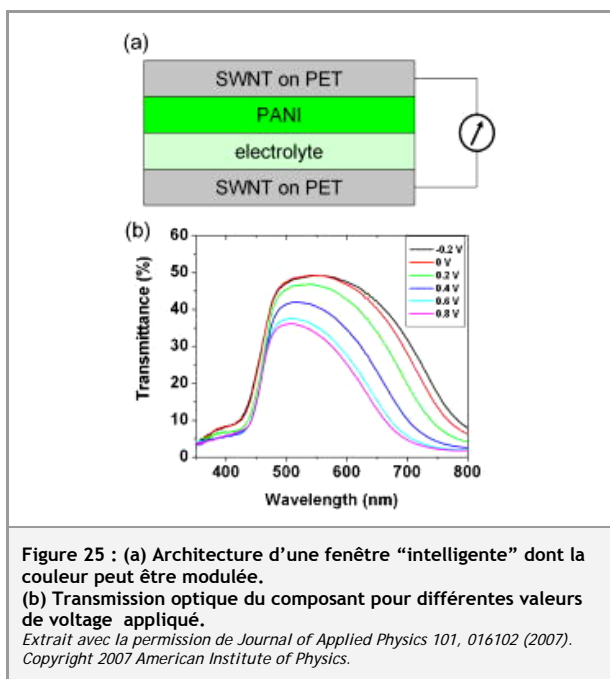 (a)
SWNT on PET
PANI
electrolyte
SWNT on PET
(b)
60
50
40
30
20
10
0
Transmittance (%)
-0.2 V
0 V
0.2 V
0.4 V
0.6 V
0.8 V
400 500 600 700 800
Wavelength (nm)
Figure 25 : (a) Architecture d’une fenêtre “intelligente” dont la
couleur peut être modulée.
(b) Transmission optique du composant pour différentes valeurs
de voltage appliqué.
Extrait avec la permission de Journal of Applied Physics 101, 016102 (2007).
Copyright 2007 American Institute of Physics.